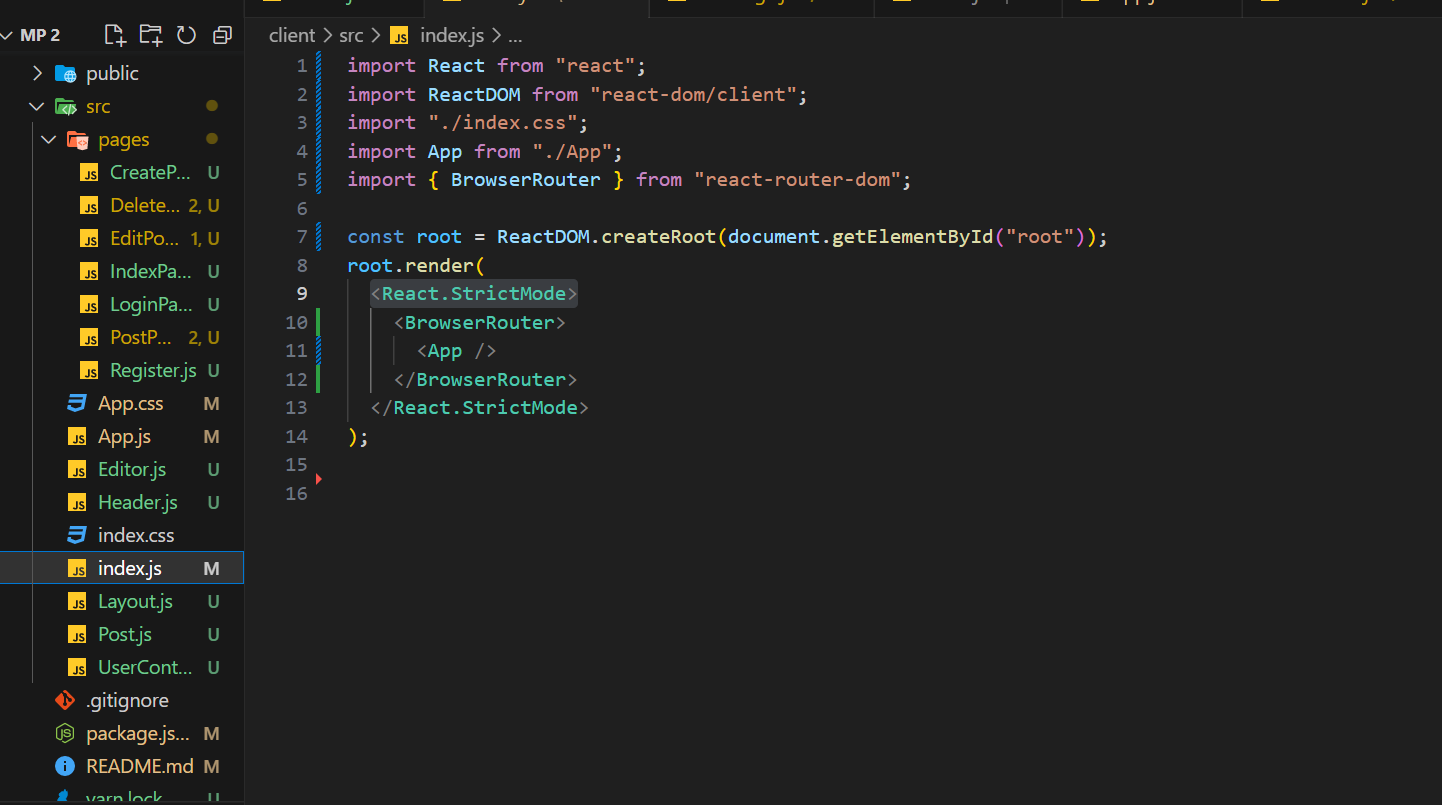 MP 2
public
src
pages
CreateP... U
Delete... 2, U
EditPo... 1, U
IndexPa... U
LoginPa... U
PostP... 2, U
Register.js U
App.css M
App.js M
Editor.js U
Header.js U
index.css
index.js M
Layout.js U
Post.js U
UserCont... U
.gitignore
package.js... M
README.md M
yarn.lock U
client > src > JS index.js > ...
1 import React from "react";
2 import ReactDOM from "react-dom/client";
3 import "./index.css";
4 import App from "./App";
5 import { BrowserRouter } from "react-router-dom";
6
7 const root = ReactDOM.createRoot(document.getElementById("root"));
8 root.render(
9 <React.StrictMode>
10 <BrowserRouter>
11 <App />
12 </BrowserRouter>
13 </React.StrictMode>
14 );
15
16